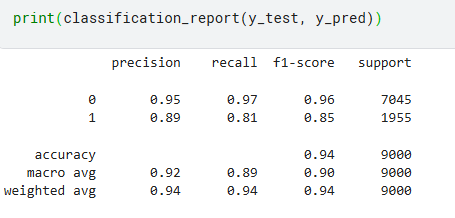 print(classification_report(y_test, y_pred))
precision recall f1-score support
0 0.95 0.97 0.96 7045
1 0.89 0.81 0.85 1955
accuracy 0.94 9000
macro avg 0.92 0.89 0.90 9000
weighted avg 0.94 0.94 0.94 9000